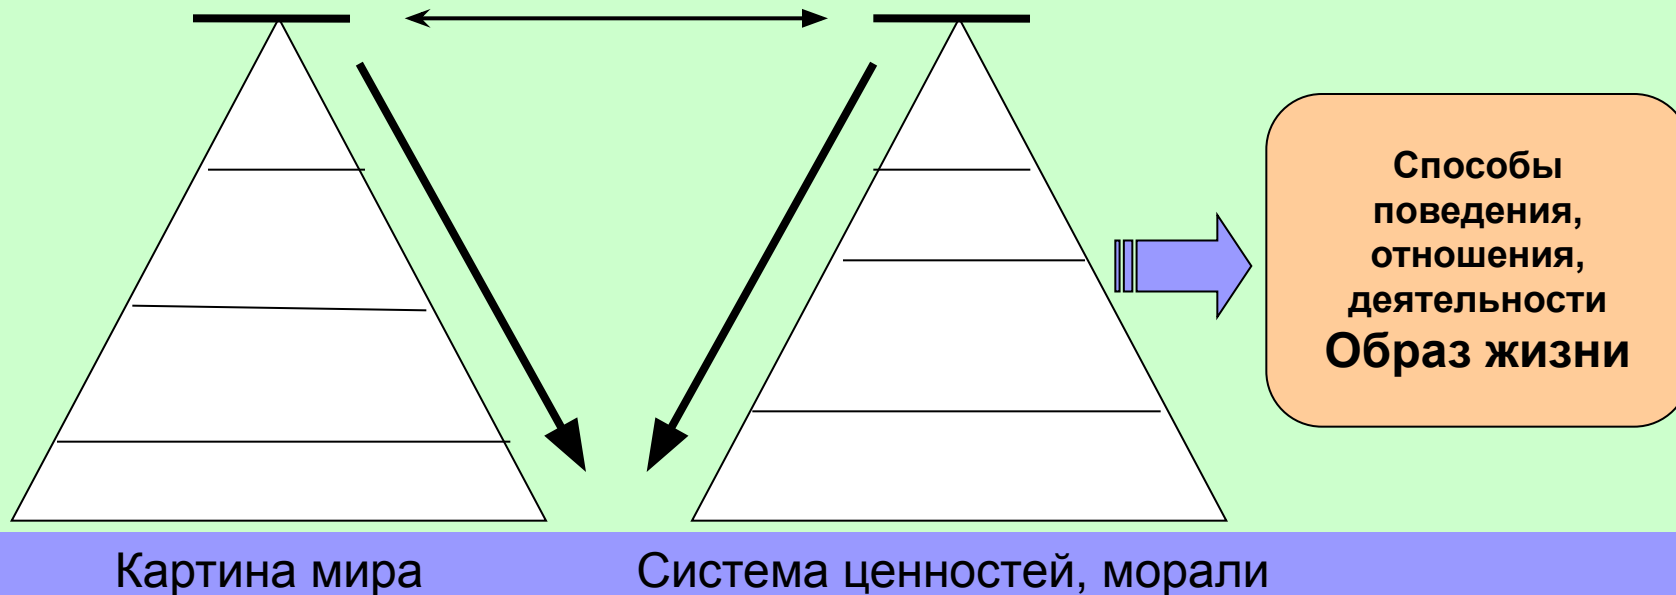 Способы
поведения,
отношения,
деятельности
Образ жизни
Картина мира
Система ценностей, морали